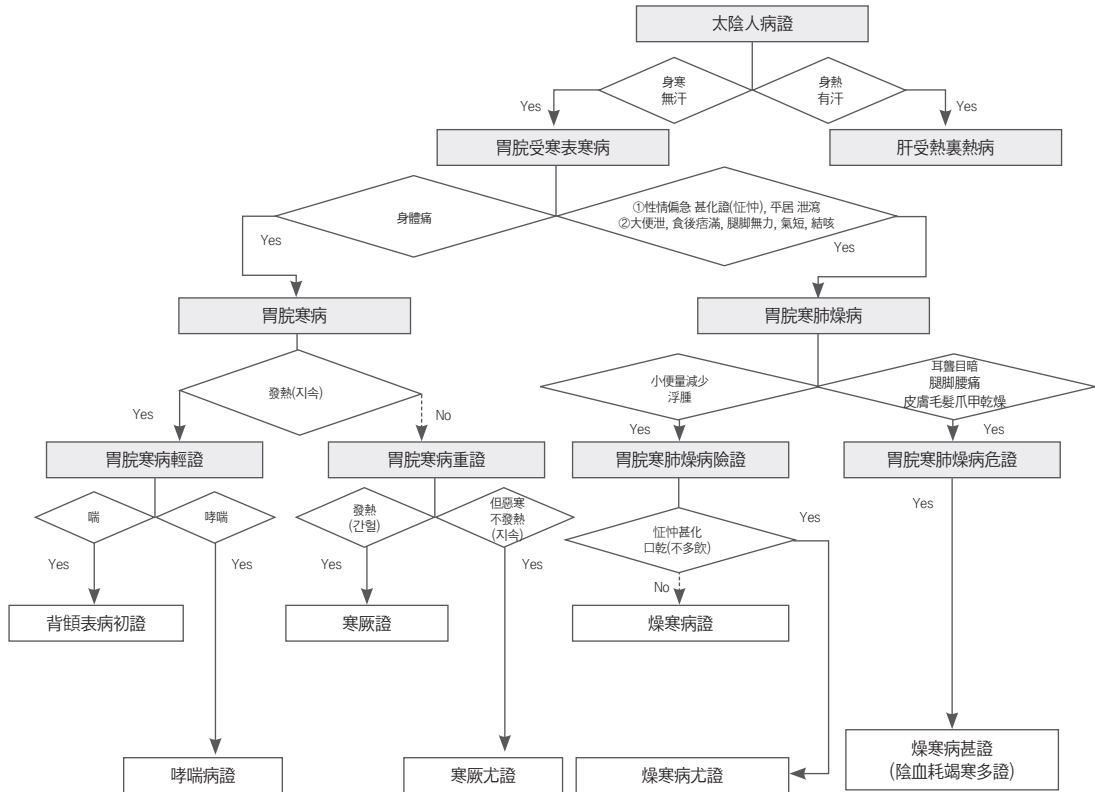 太陰人病證
身寒
無汗
身熱
有汗
Yes
Yes
胃脘受寒表寒病
肝受熱裏熱病
身體痛
①性情偏急 甚化證(怔忡), 平居 泄瀉
②大便泄, 食後痞滿, 腿脚無力, 氣短, 結咳
Yes
Yes
胃脘寒病
胃脘寒肺燥病
發熱(지속)
小便量減少
浮腫
耳聾目暗
腿脚腰痛
皮膚毛髮爪甲乾燥
Yes
No
Yes
Yes
胃脘寒病輕證
胃脘寒病重證
胃脘寒肺燥病險證
胃脘寒肺燥病危證
喘
哮喘
發熱
(간헐)
但惡寒
不發熱
(지속)
怔忡甚化
口乾(不多飮)
Yes
Yes
Yes
Yes
Yes
Yes
No
Yes
背頷表病初證
寒厥證
燥寒病證
哮喘病證
寒厥尤證
燥寒病尤證
燥寒病甚證
(陰血耗竭寒多證)